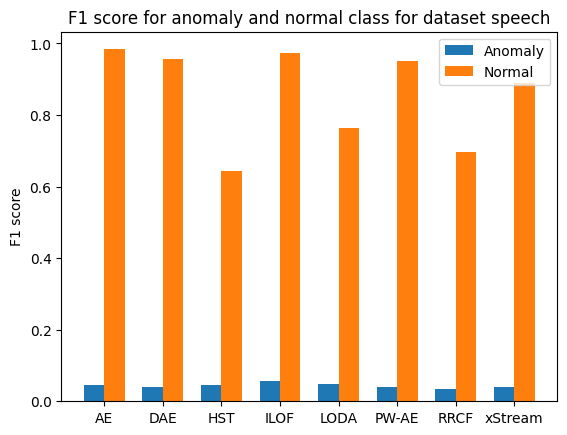 F1 score for anomaly and normal class for dataset speech
Anomaly
Normal
F1 score
1.0
0.8
0.6
0.4
0.2
0.0
AE DAE HST ILOF LODA PW-AE RRCF xStream